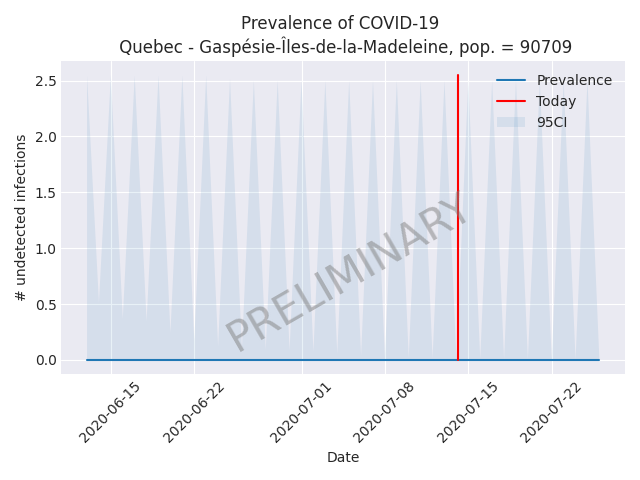 Prevalence of COVID-19
Quebec - Gaspésie-Îles-de-la-Madeleine, pop. = 90709
# undetected infections
2.5
2.0
1.5
1.0
0.5
0.0
Prevalence
Today
95CI
PRELIMINARY
2020-06-15
2020-06-22
2020-07-01
2020-07-08
2020-07-15
2020-07-22
Date